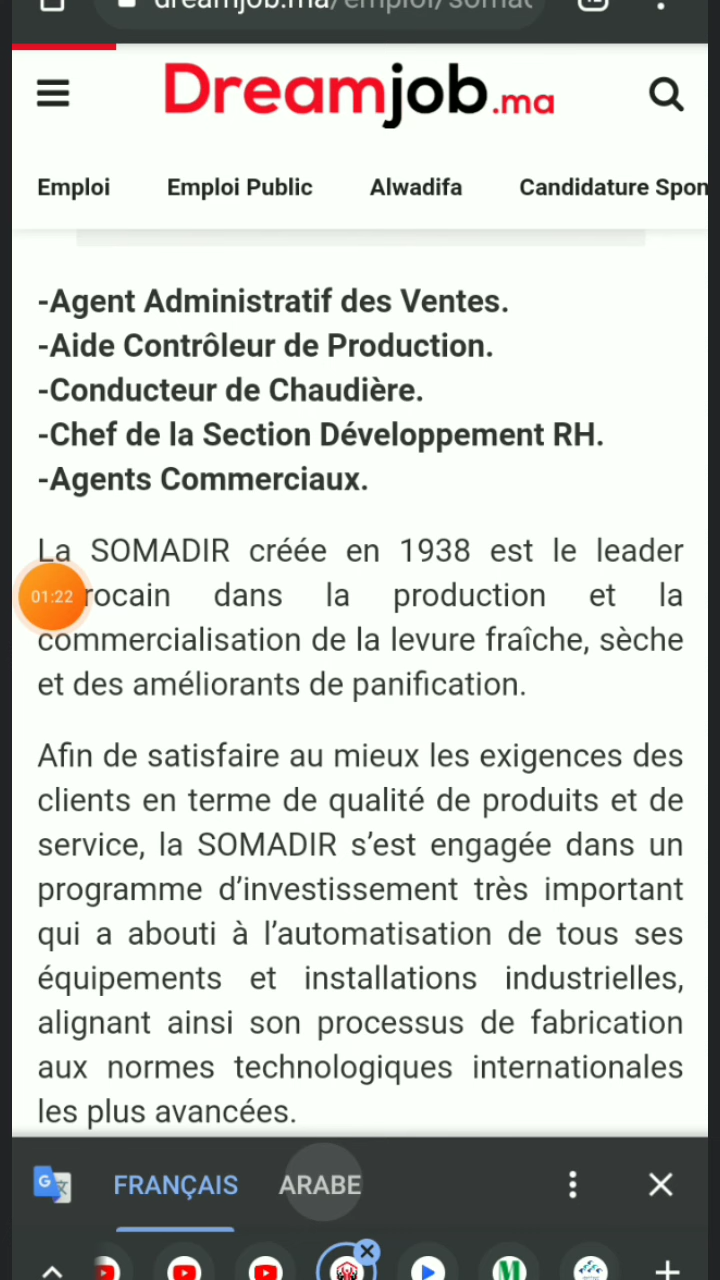 Dreamjob.ma
Emploi Emploi Public Alwadifa Candidature Spon
-Agent Administratif des Ventes.
-Aide Contrôleur de Production.
-Conducteur de Chaudière.
-Chef de la Section Développement RH.
-Agents Commerciaux.
La SOMADIR créée en 1938 est le leader
01:22 rocain dans la production et la
commercialisation de la levure fraîche, sèche
et des améliorants de panification.
Afin de satisfaire au mieux les exigences des
clients en terme de qualité de produits et de
service, la SOMADIR s’est engagée dans un
programme d’investissement très important
qui a abouti à l’automatisation de tous ses
équipements et installations industrielles,
alignant ainsi son processus de fabrication
aux normes technologiques internationales
les plus avancées.
FRANÇAIS ARABE